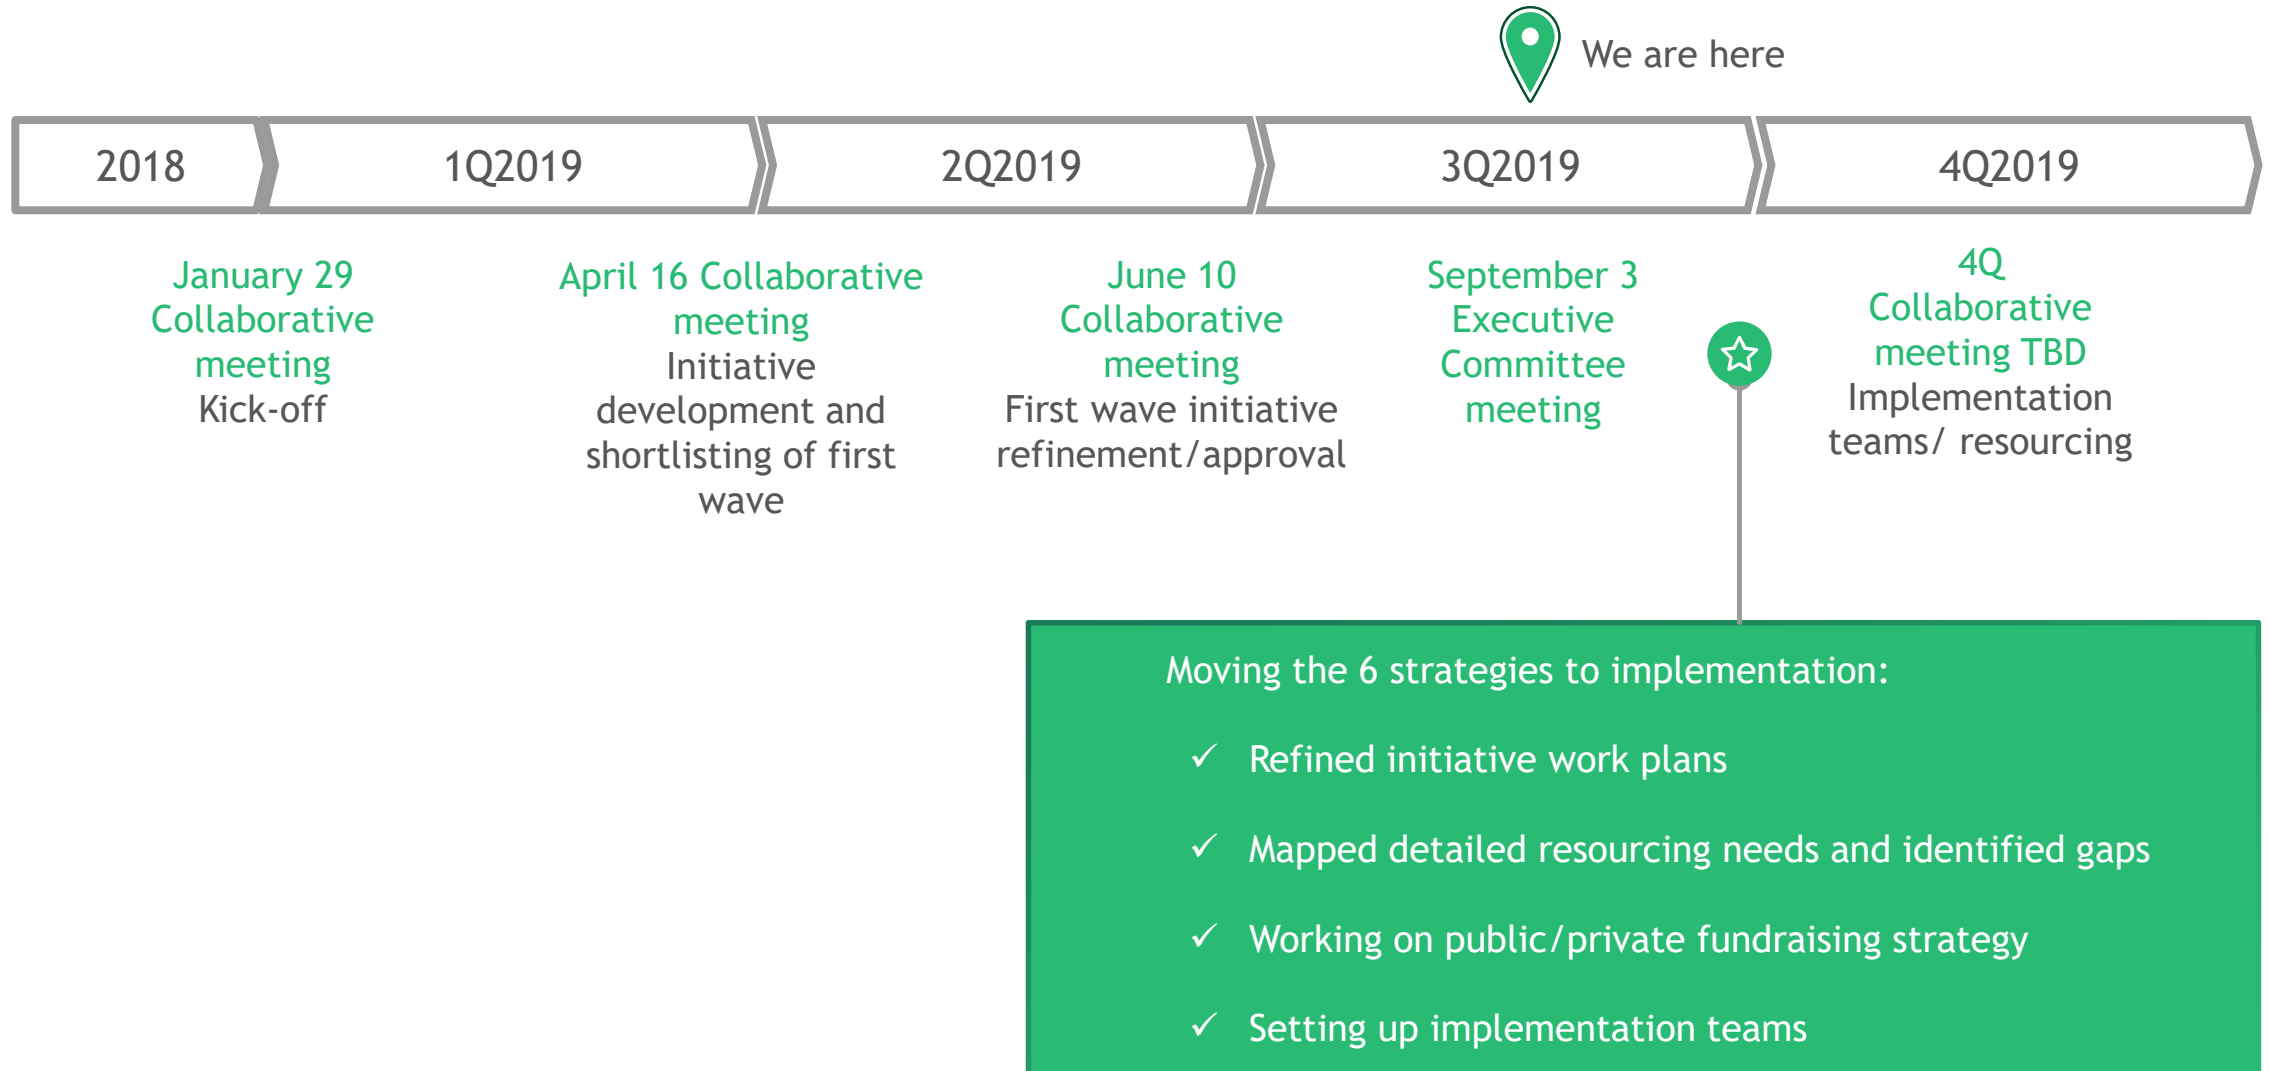 We are here
2018
1Q2019
2Q2019
3Q2019
4Q2019
January 29
Collaborative
meeting
Kick-off
April 16 Collaborative
meeting
Initiative
development and
shortlisting of first
wave
June 10
Collaborative
meeting
First wave initiative
refinement/approval
September 3
Executive
Committee
meeting
4Q
Collaborative
meeting TBD
Implementation
teams/ resourcing
Moving the 6 strategies to implementation:
✓ Refined initiative work plans
✓ Mapped detailed resourcing needs and identified gaps
✓ Working on public/private fundraising strategy
✓ Setting up implementation teams